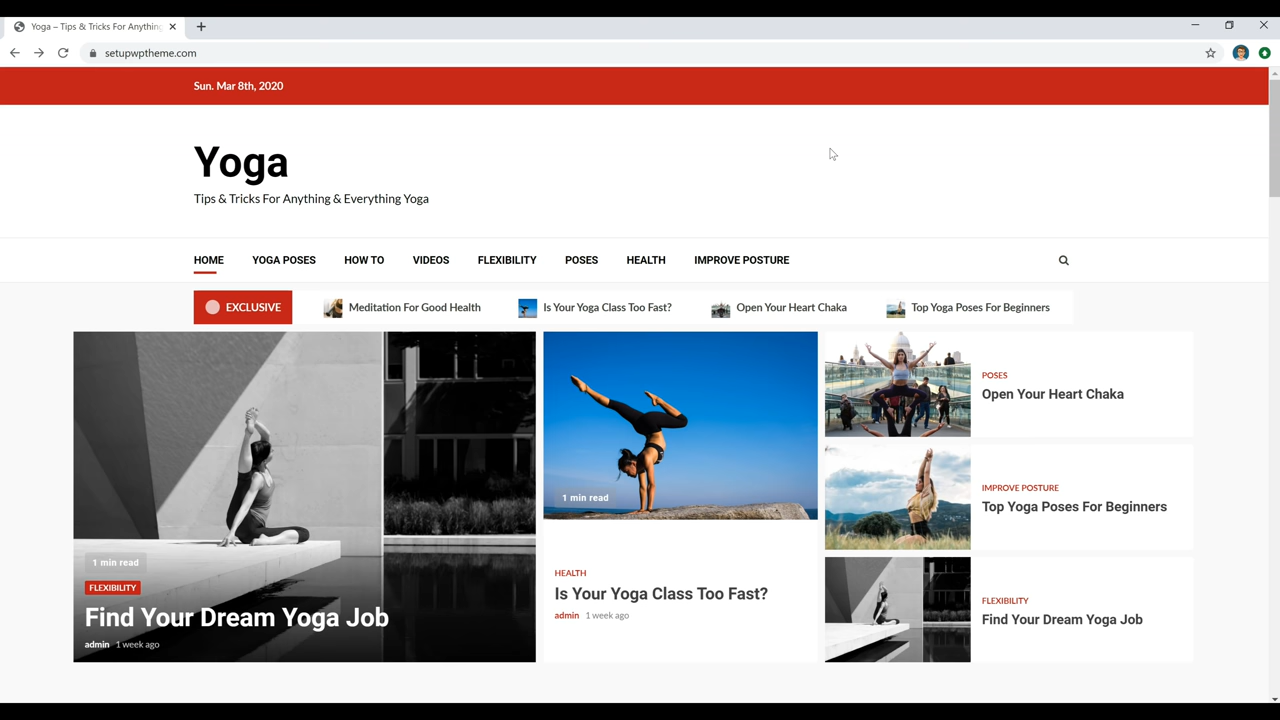 Yoga – Tips & Tricks For Anything
setupwptheme.com
Sun. Mar 8th, 2020
Yoga
Tips & Tricks For Anything & Everything Yoga
HOME YOGA POSES HOW TO VIDEOS FLEXIBILITY POSES HEALTH IMPROVE POSTURE
EXCLUSIVE Meditation For Good Health Is Your Yoga Class Too Fast? Open Your Heart Chaka Top Yoga Poses For Beginners
1 min read
FLEXIBILITY
Find Your Dream Yoga Job
admin 1 week ago
1 min read
HEALTH
Is Your Yoga Class Too Fast?
admin 1 week ago
POSES
Open Your Heart Chaka
IMPROVE POSTURE
Top Yoga Poses For Beginners
FLEXIBILITY
Find Your Dream Yoga Job